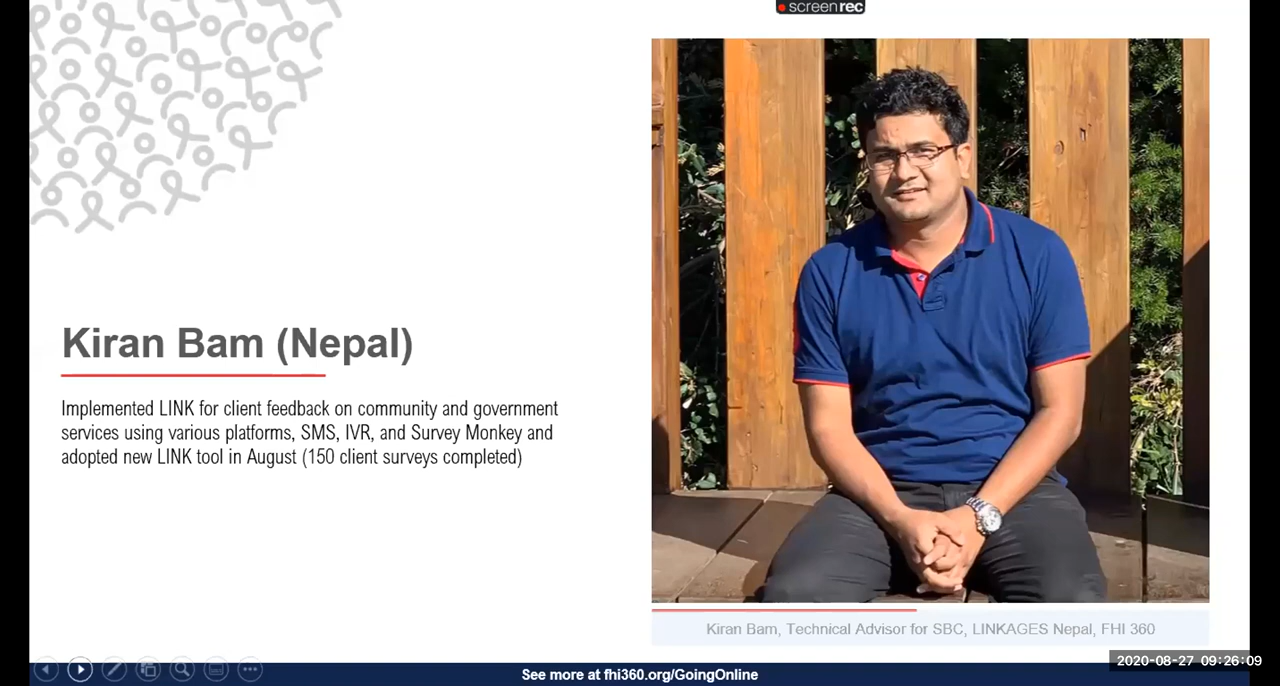 screenrec
Kiran Bam (Nepal)
Implemented LINK for client feedback on community and government
services using various platforms, SMS, IVR, and Survey Monkey and
adopted new LINK tool in August (150 client surveys completed)
Kiran Bam, Technical Advisor for SBC, LINKAGES Nepal, FHI 360
2020-08-27 09:26:09
See more at fhi360.org/GoingOnline